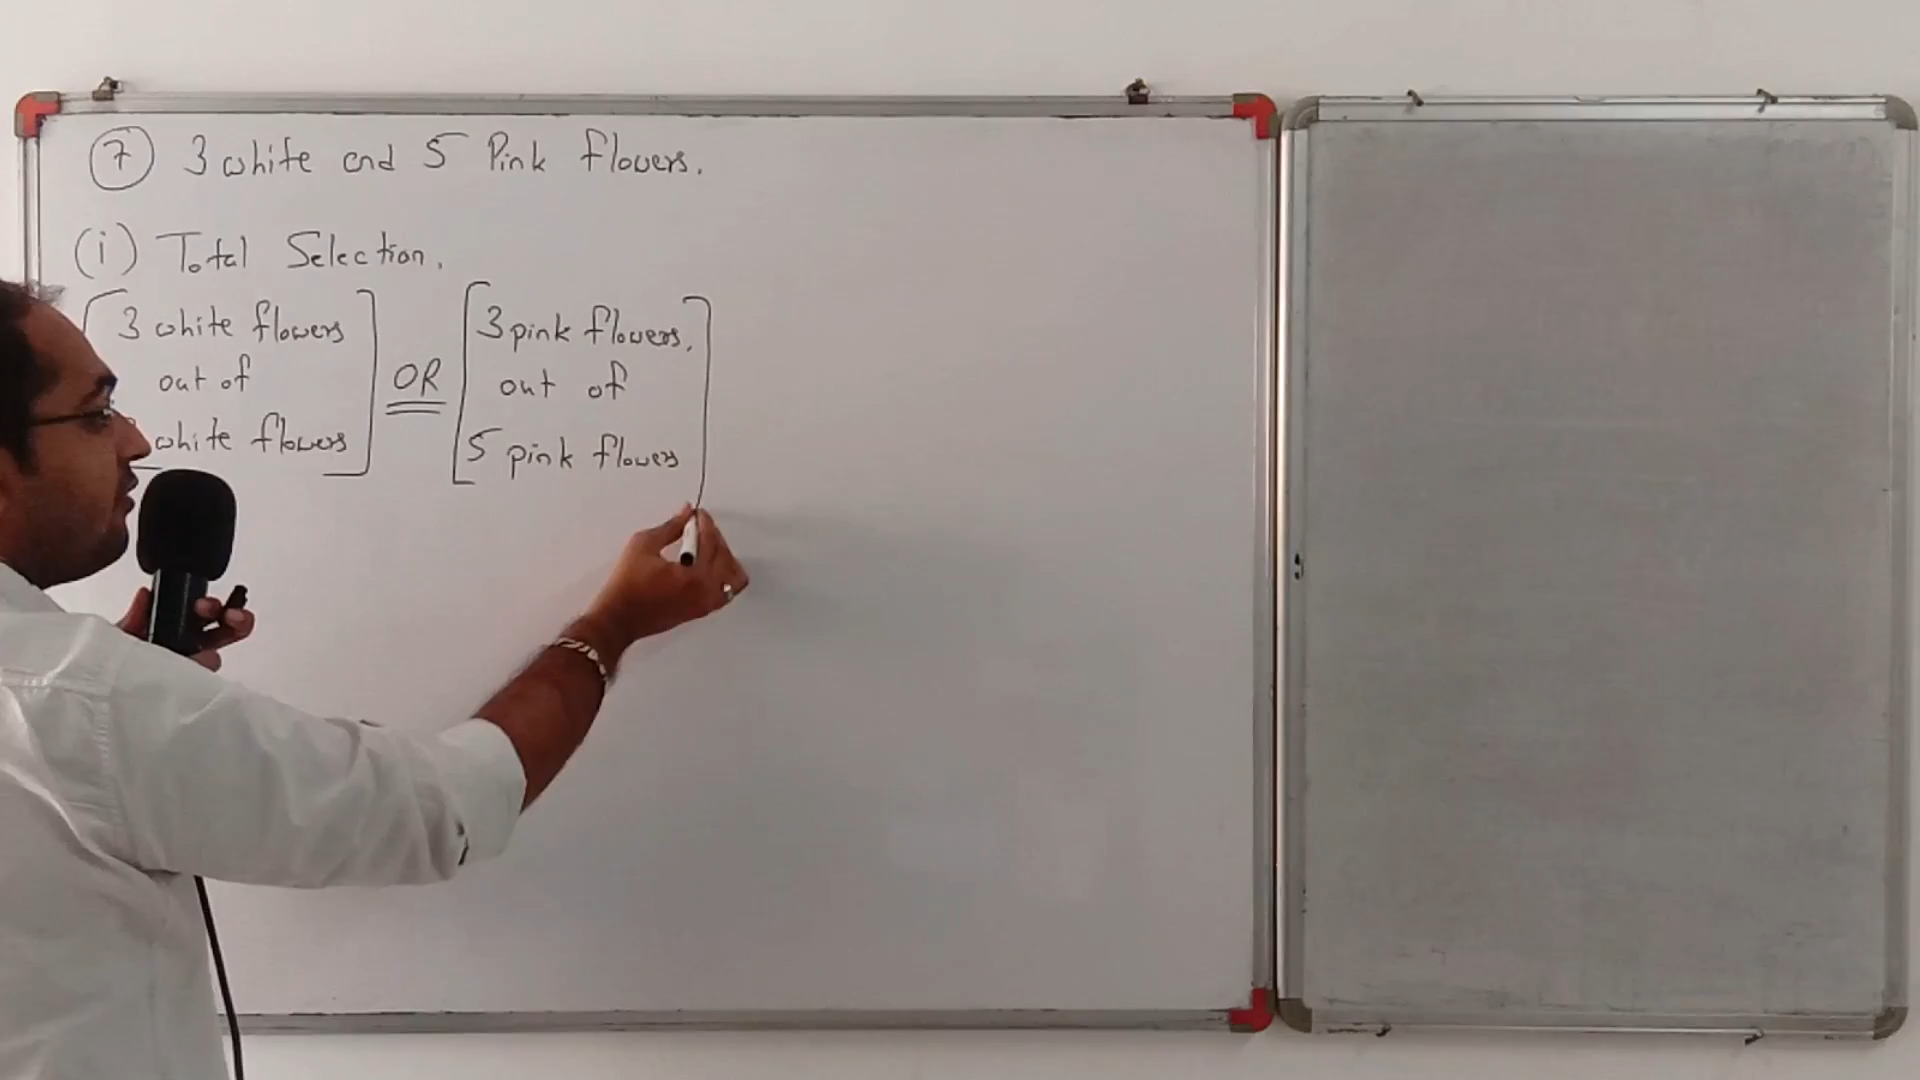 7 3 white and 5 Pink flowers.
(i) Total Selection.
[3 white flowers out of white flowers] OR [3 pink flowers. out of 5 pink flowers]